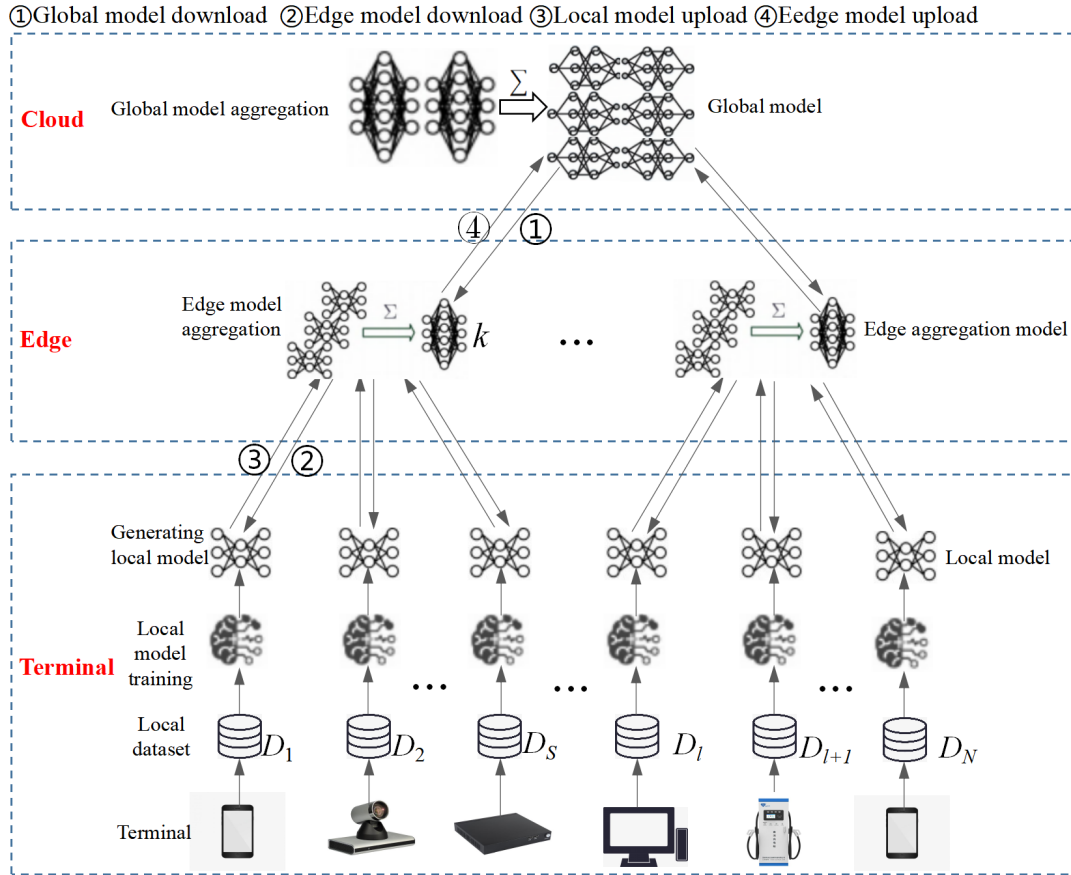 ①Global model download ②Edge model download ③Local model upload ④Eedge model upload
Global model aggregation
∑
Global model
Cloud
④
①
Edge model
aggregation
Σ
k
...
Σ
Edge aggregation model
Edge
③
②
Generating
local model
Local model
Local
model
training
Terminal
...
...
...
Local
dataset
D1
D2
DS
Dl
Dl+1
DN
Terminal